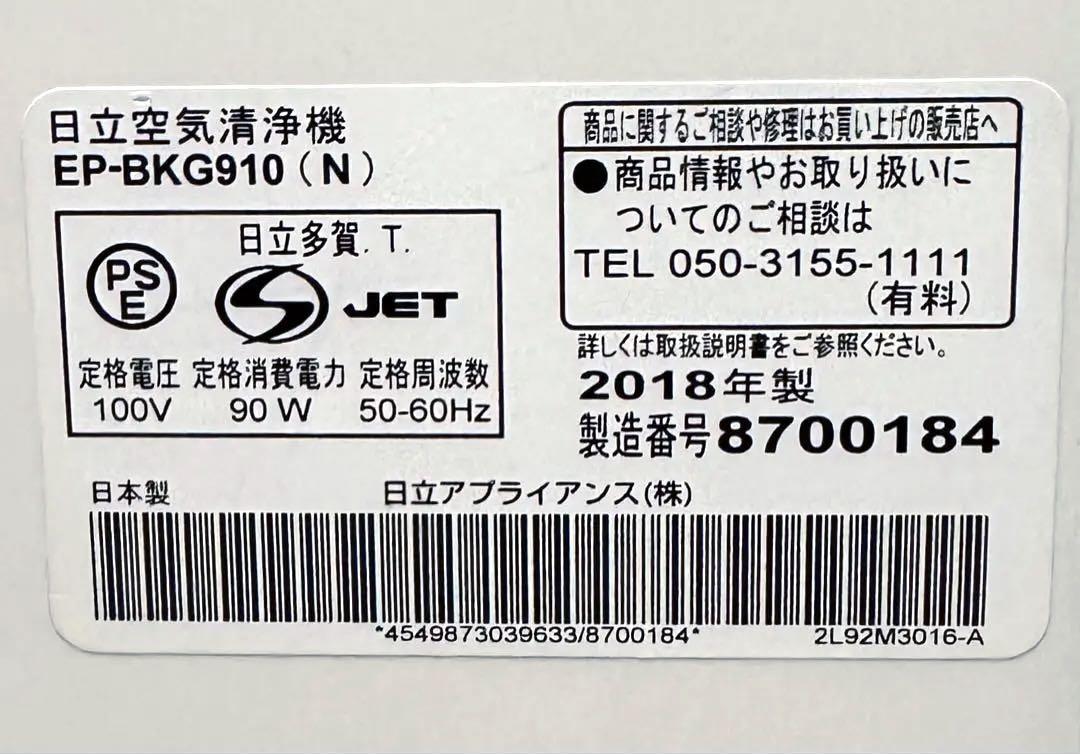 日立空気清浄機
EP-BKG910（N）
日立多賀. T.
PS
E
JET
定格電圧 定格消費電力 定格周波数
100V 90 W 50-60Hz
商品に関するご相談や修理はお買い上げの販売店へ
●商品情報やお取り扱いに
ついてのご相談は
TEL 050-3155-1111
（有料）
詳しくは取扱説明書をご参照ください。
2018年製
製造番号8700184
日本製 日立アプライアンス(株)
*4549873039633/8700184* 2L92M3016-A